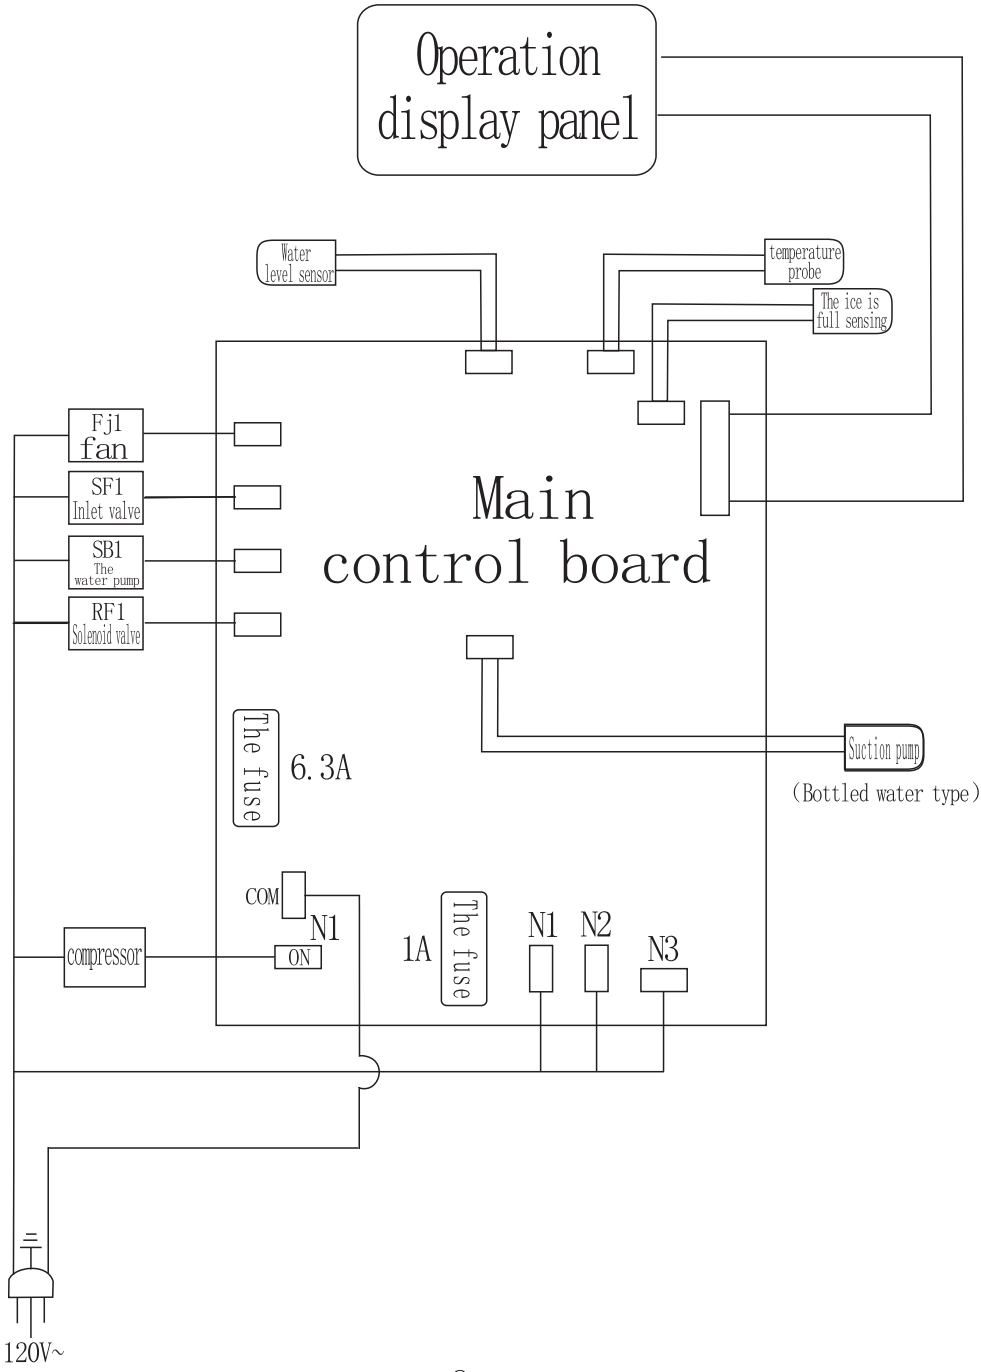 Operation
display panel
Water
level sensor
temperature
probe
The ice is
full sensing
Fj1
fan
SF1
Inlet valve
SB1
The
water pump
RF1
Solenoid valve
Main
control board
The fuse
6.3A
Suction pump
(Bottled water type)
COM
N1
ON
compressor
1A
The fuse
N1
N2
N3
120V~